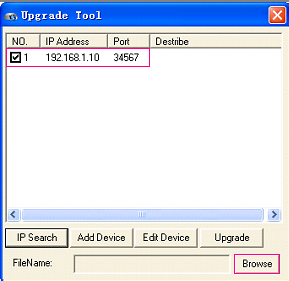 Upgrade Tool
NO. IP Address Port Destribe
1 192.168.1.10 34567
IP Search Add Device Edit Device Upgrade
FileName: Browse